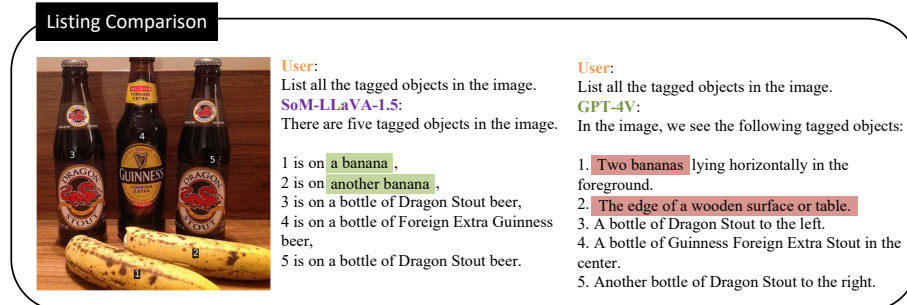 Listing Comparison
NIGERIAN
FOREIGN
EXTRA
3
4
5
DRAGON
STOUT
GUINNESS
FOREIGN
EXTRA
DRAGON
STOUT
2
1
User:
List all the tagged objects in the image.
SoM-LLaVA-1.5:
There are five tagged objects in the image.
1 is on a banana ,
2 is on another banana ,
3 is on a bottle of Dragon Stout beer,
4 is on a bottle of Foreign Extra Guinness
beer,
5 is on a bottle of Dragon Stout beer.
User:
List all the tagged objects in the image.
GPT-4V:
In the image, we see the following tagged objects:
1. Two bananas lying horizontally in the
foreground.
2. The edge of a wooden surface or table.
3. A bottle of Dragon Stout to the left.
4. A bottle of Guinness Foreign Extra Stout in the
center.
5. Another bottle of Dragon Stout to the right.